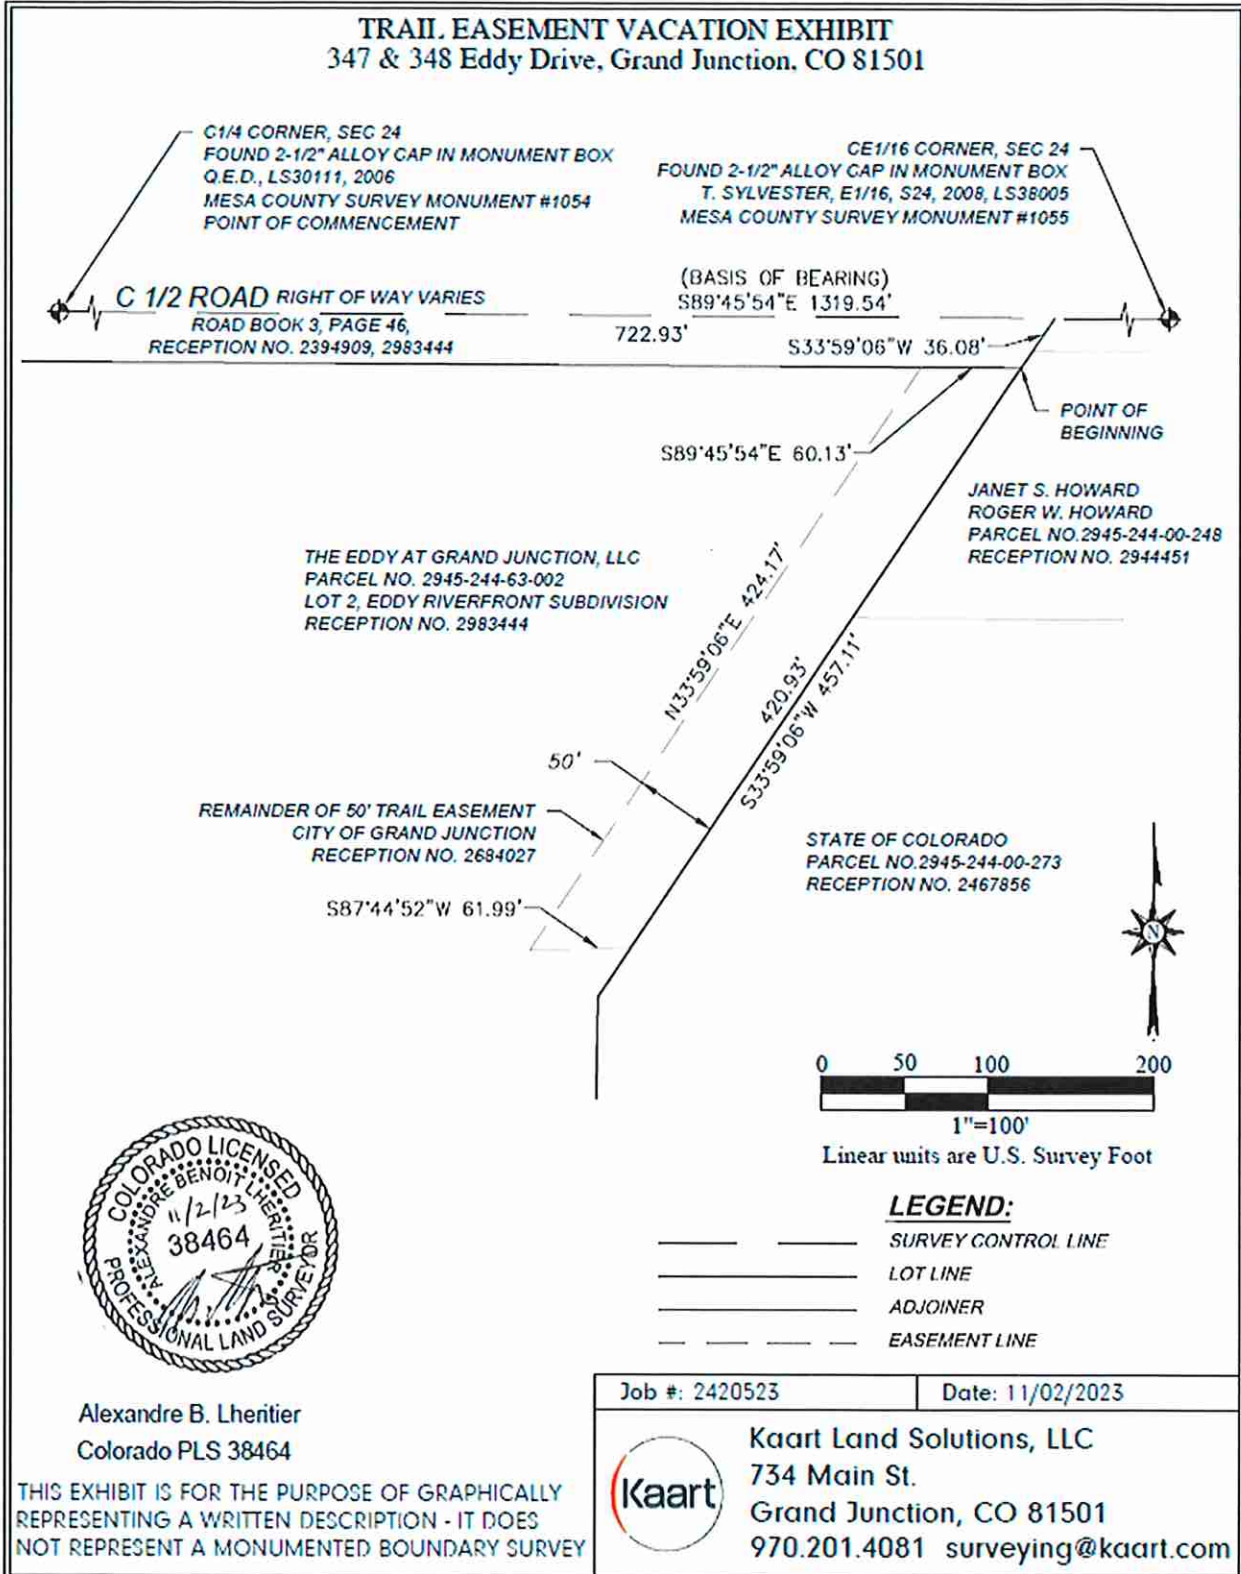 TRAIL EASEMENT VACATION EXHIBIT
347 & 348 Eddy Drive, Grand Junction, CO 81501
C1/4 CORNER, SEC 24
FOUND 2-1/2" ALLOY CAP IN MONUMENT BOX
Q.E.D., LS30111, 2006
MESA COUNTY SURVEY MONUMENT #1054
POINT OF COMMENCEMENT
CE1/16 CORNER, SEC 24
FOUND 2-1/2" ALLOY CAP IN MONUMENT BOX
T. SYLVESTER, E1/16, S24, 2008, LS38005
MESA COUNTY SURVEY MONUMENT #1055
(BASIS OF BEARING)
S89°45'54"E 1319.54'
C 1/2 ROAD RIGHT OF WAY VARIES
ROAD BOOK 3, PAGE 46,
RECEPTION NO. 2394909, 2983444
722.93'
S33°59'06"W 36.08'
POINT OF
BEGINNING
S89°45'54"E 60.13'
JANET S. HOWARD
ROGER W. HOWARD
PARCEL NO.2945-244-00-248
RECEPTION NO. 2944451
THE EDDY AT GRAND JUNCTION, LLC
PARCEL NO. 2945-244-63-002
LOT 2, EDDY RIVERFRONT SUBDIVISION
RECEPTION NO. 2983444
N33°59'06"E 424.17'
420.93'
S33°59'06"W 457.11'
50'
REMAINDER OF 50' TRAIL EASEMENT
CITY OF GRAND JUNCTION
RECEPTION NO. 2684027
STATE OF COLORADO
PARCEL NO.2945-244-00-273
RECEPTION NO. 2467856
S87°44'52"W 61.99'
N
0 50 100 200
1"=100'
Linear units are U.S. Survey Foot
COLORADO LICENSED
ALEXANDRE BENOIT LHERITIER
11/2/23
38464
PROFESSIONAL LAND SURVEYOR
LEGEND:
SURVEY CONTROL LINE
LOT LINE
ADJOINER
EASEMENT LINE
Alexandre B. Lheritier
Colorado PLS 38464
THIS EXHIBIT IS FOR THE PURPOSE OF GRAPHICALLY
REPRESENTING A WRITTEN DESCRIPTION - IT DOES
NOT REPRESENT A MONUMENTED BOUNDARY SURVEY
Job #: 2420523
Date: 11/02/2023
Kaart
Kaart Land Solutions, LLC
734 Main St.
Grand Junction, CO 81501
970.201.4081 surveying@kaart.com